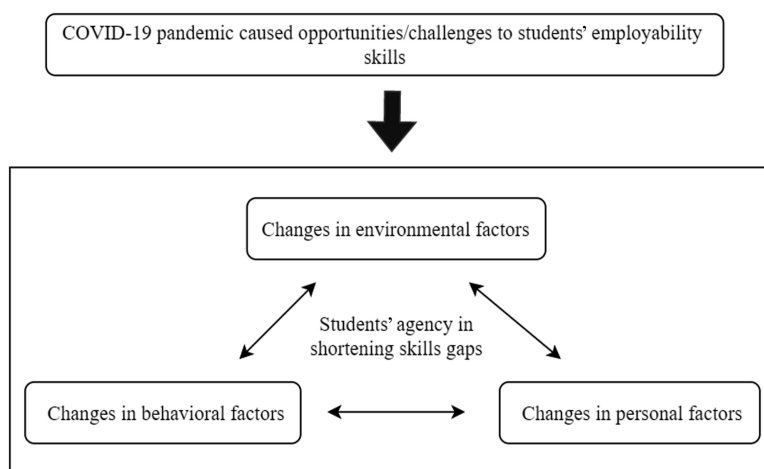 COVID-19 pandemic caused opportunities/challenges to students’ employability
skills
Changes in environmental factors
Students’ agency in
shortening skills gaps
Changes in behavioral factors
Changes in personal factors